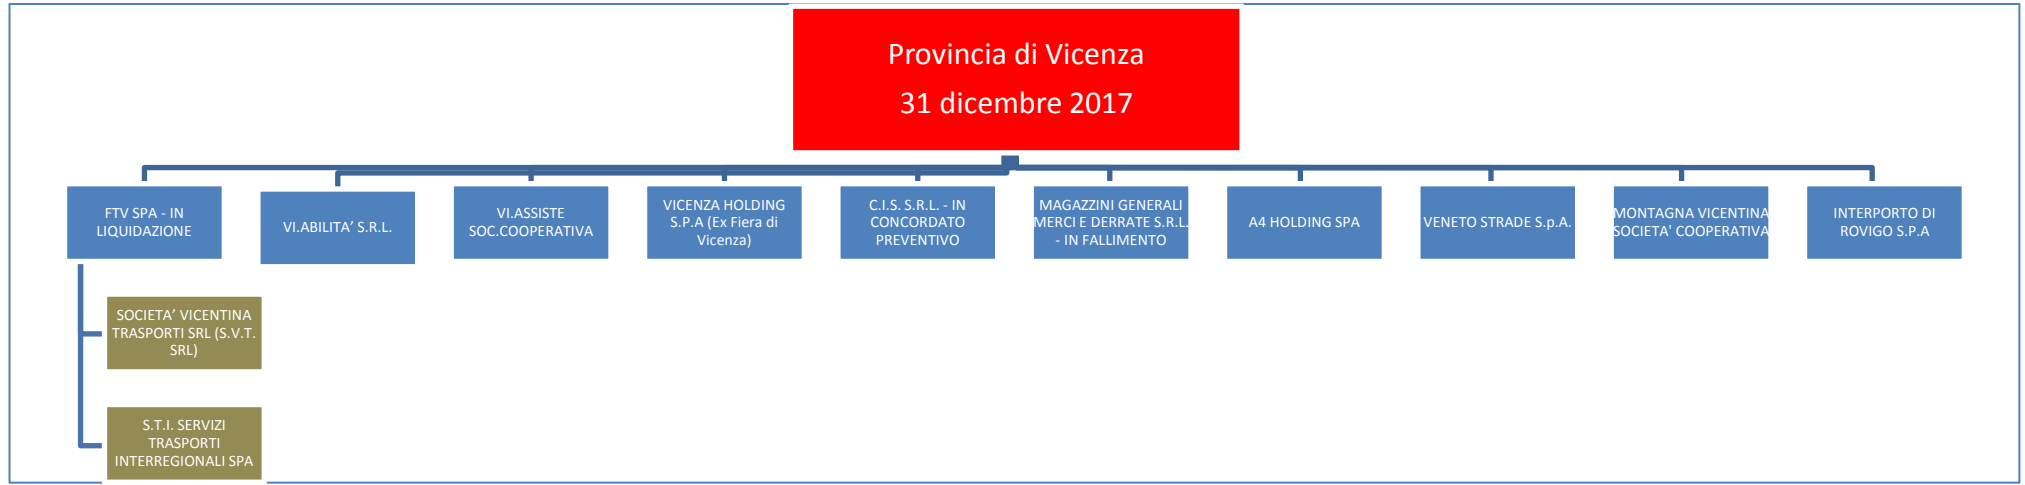 Provincia di Vicenza
31 dicembre 2017
FTV SPA - IN
LIQUIDAZIONE
VI.ABILITA’ S.R.L.
VI.ASSISTE
SOC.COOPERATIVA
VICENZA HOLDING
S.P.A (Ex Fiera di
Vicenza)
C.I.S. S.R.L. - IN
CONCORDATO
PREVENTIVO
MAGAZZINI GENERALI
MERCI E DERRATE S.R.L.
- IN FALLIMENTO
A4 HOLDING SPA
VENETO STRADE S.p.A.
MONTAGNA VICENTINA
SOCIETA' COOPERATIVA
INTERPORTO DI
ROVIGO S.P.A
SOCIETA’ VICENTINA
TRASPORTI SRL (S.V.T.
SRL)
S.T.I. SERVIZI
TRASPORTI
INTERREGIONALI SPA